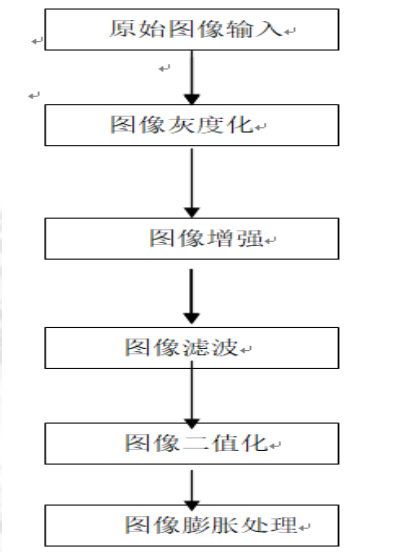 原始图像输入
图像灰度化
图像增强
图像滤波
图像二值化
图像膨胀处理